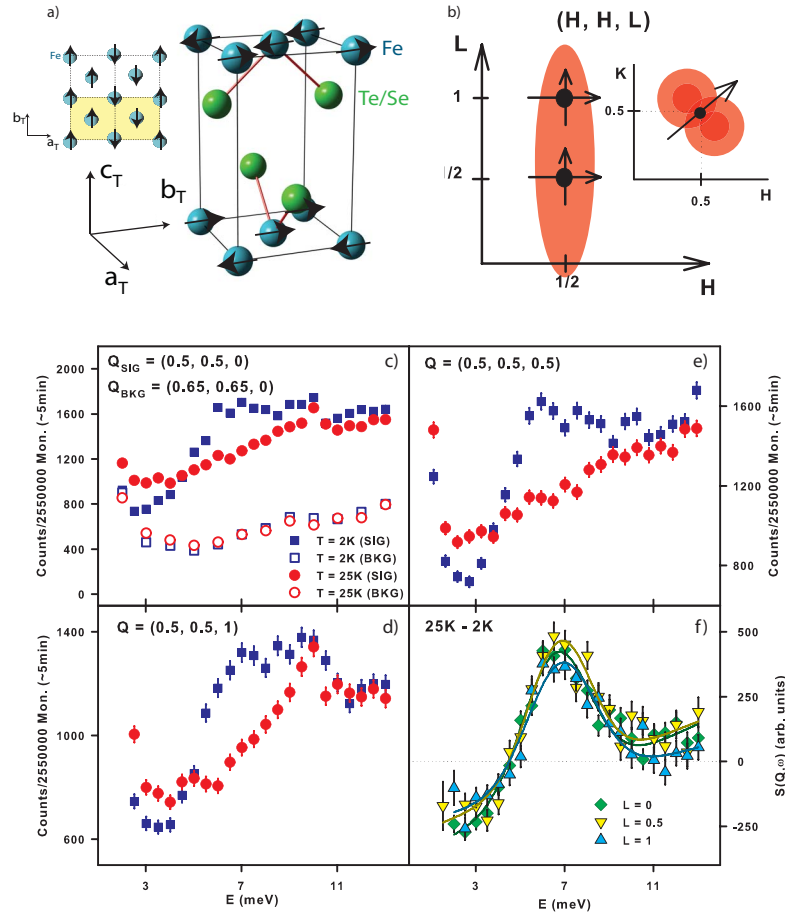 a)
Fe
b_T
a_T
Fe
Te/Se
c_T
b_T
a_T
b)
(H, H, L)
L
1
1/2
1/2
H
K
0.5
0.5
H
c)
Q_SIG = (0.5, 0.5, 0)
Q_BKG = (0.65, 0.65, 0)
2000
1600
1200
800
400
0
Counts/2550000 Mon. (~5min)
T = 2K (SIG)
T = 2K (BKG)
T = 25K (SIG)
T = 25K (BKG)
e)
Q = (0.5, 0.5, 0.5)
1600
1200
800
Counts/2550000 Mon. (~5min)
d)
Q = (0.5, 0.5, 1)
1400
1000
600
Counts/2550000 Mon. (~5min)
3
7
11
E (meV)
25K - 2K
f)
500
250
0
-250
S(Q,ω) (arb. units)
L = 0
L = 0.5
L = 1
3
7
11
E (meV)